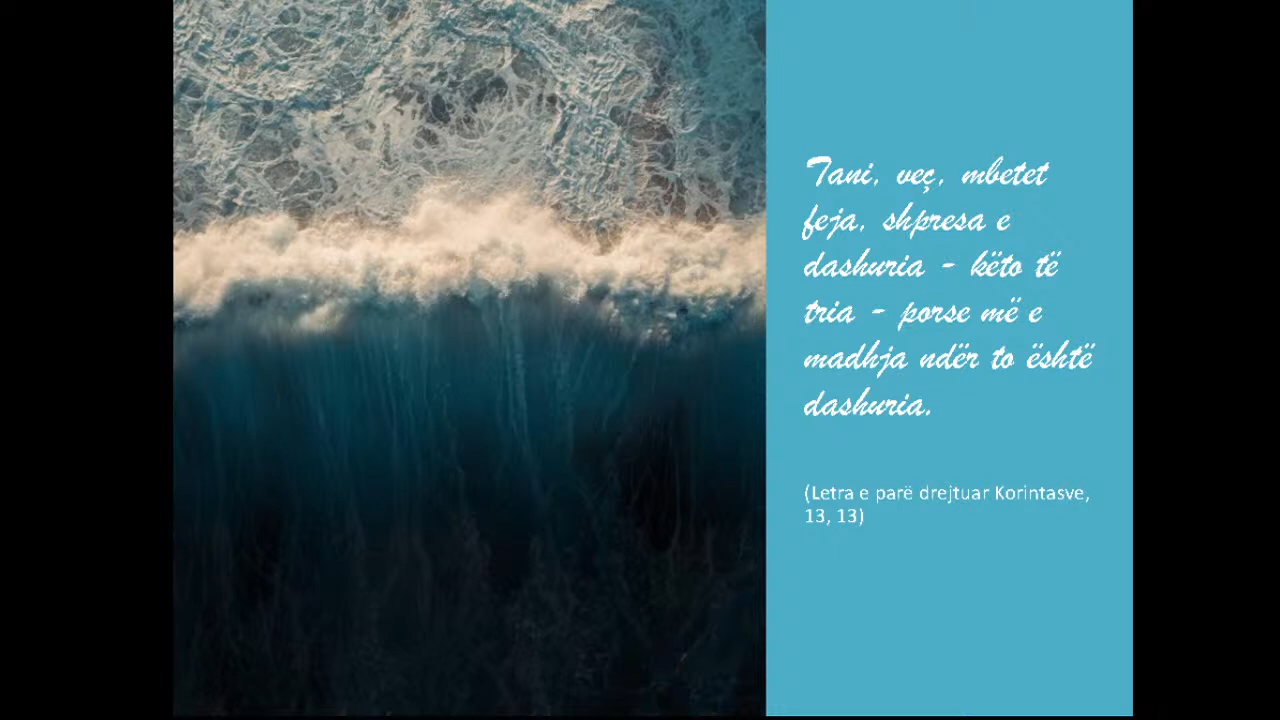 Tani, veç, mbetet
feja, shpresa e
dashuria - këto të
tria - porse më e
madhja ndër to është
dashuria.
(Letra e parë drejtuar Korintasve,
13, 13)